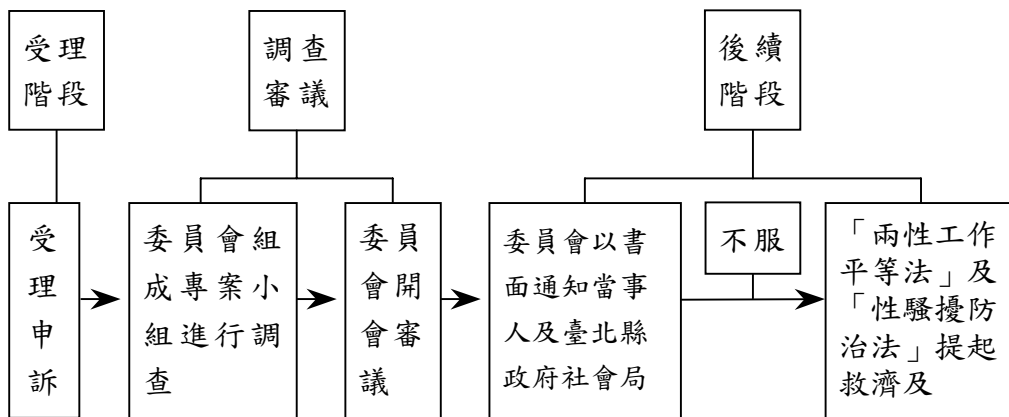 受理
階段
調查
審議
後續
階段
受
理
申
訴
委員會組
成專案小
組進行調
查
委員
會開
會審
議
委員會以書
面通知當事
人及臺北縣
政府社會局
不服
「兩性工作
平等法」及
「性騷擾防
治法」提起
救濟及